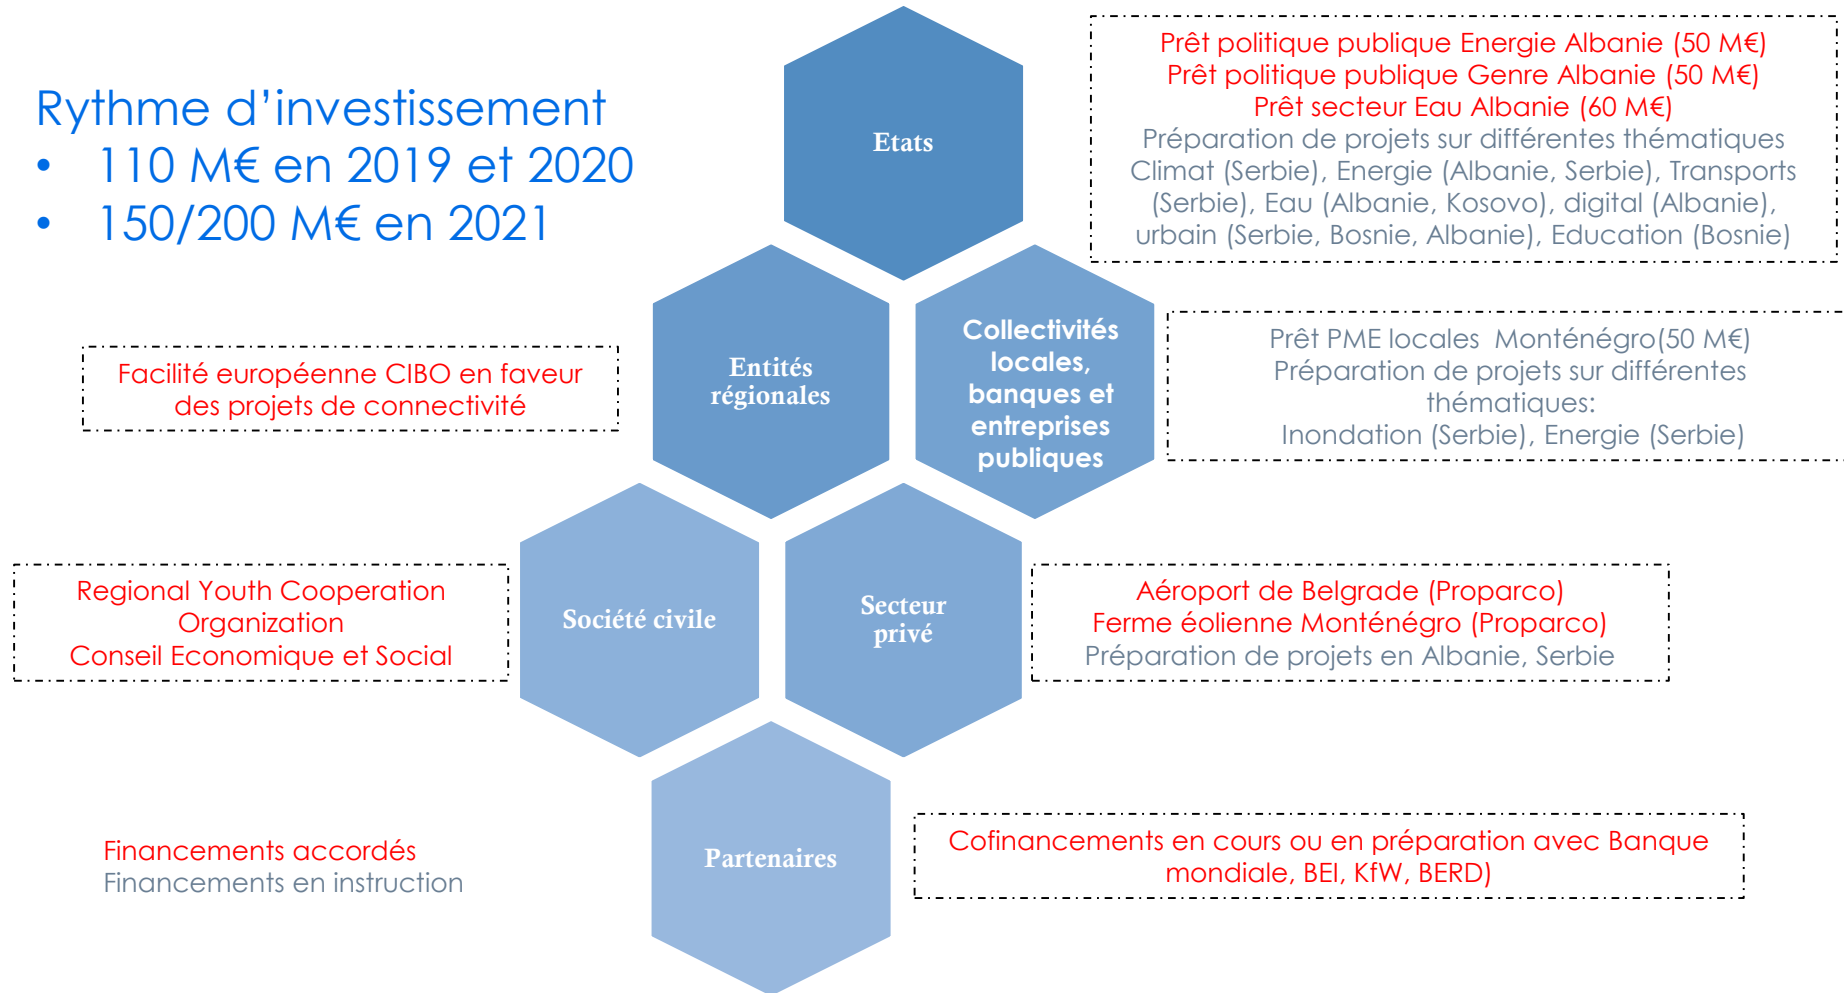 Rythme d’investissement
• 110 M€ en 2019 et 2020
• 150/200 M€ en 2021
Etats
Prêt politique publique Energie Albanie (50 M€)
Prêt politique publique Genre Albanie (50 M€)
Prêt secteur Eau Albanie (60 M€)
Préparation de projets sur différentes thématiques
Climat (Serbie), Energie (Albanie, Serbie), Transports
(Serbie), Eau (Albanie, Kosovo), digital (Albanie),
urbain (Serbie, Bosnie, Albanie), Education (Bosnie)
Facilité européenne CIBO en faveur
des projets de connectivité
Entités
régionales
Collectivités
locales,
banques et
entreprises
publiques
Prêt PME locales  Monténégro(50 M€)
Préparation de projets sur différentes
thématiques:
Inondation (Serbie), Energie (Serbie)
Regional Youth Cooperation
Organization
Conseil Economique et Social
Société civile
Secteur
privé
Aéroport de Belgrade (Proparco)
Ferme éolienne Monténégro (Proparco)
Préparation de projets en Albanie, Serbie
Financements accordés
Financements en instruction
Partenaires
Cofinancements en cours ou en préparation avec Banque
mondiale, BEI, KfW, BERD)